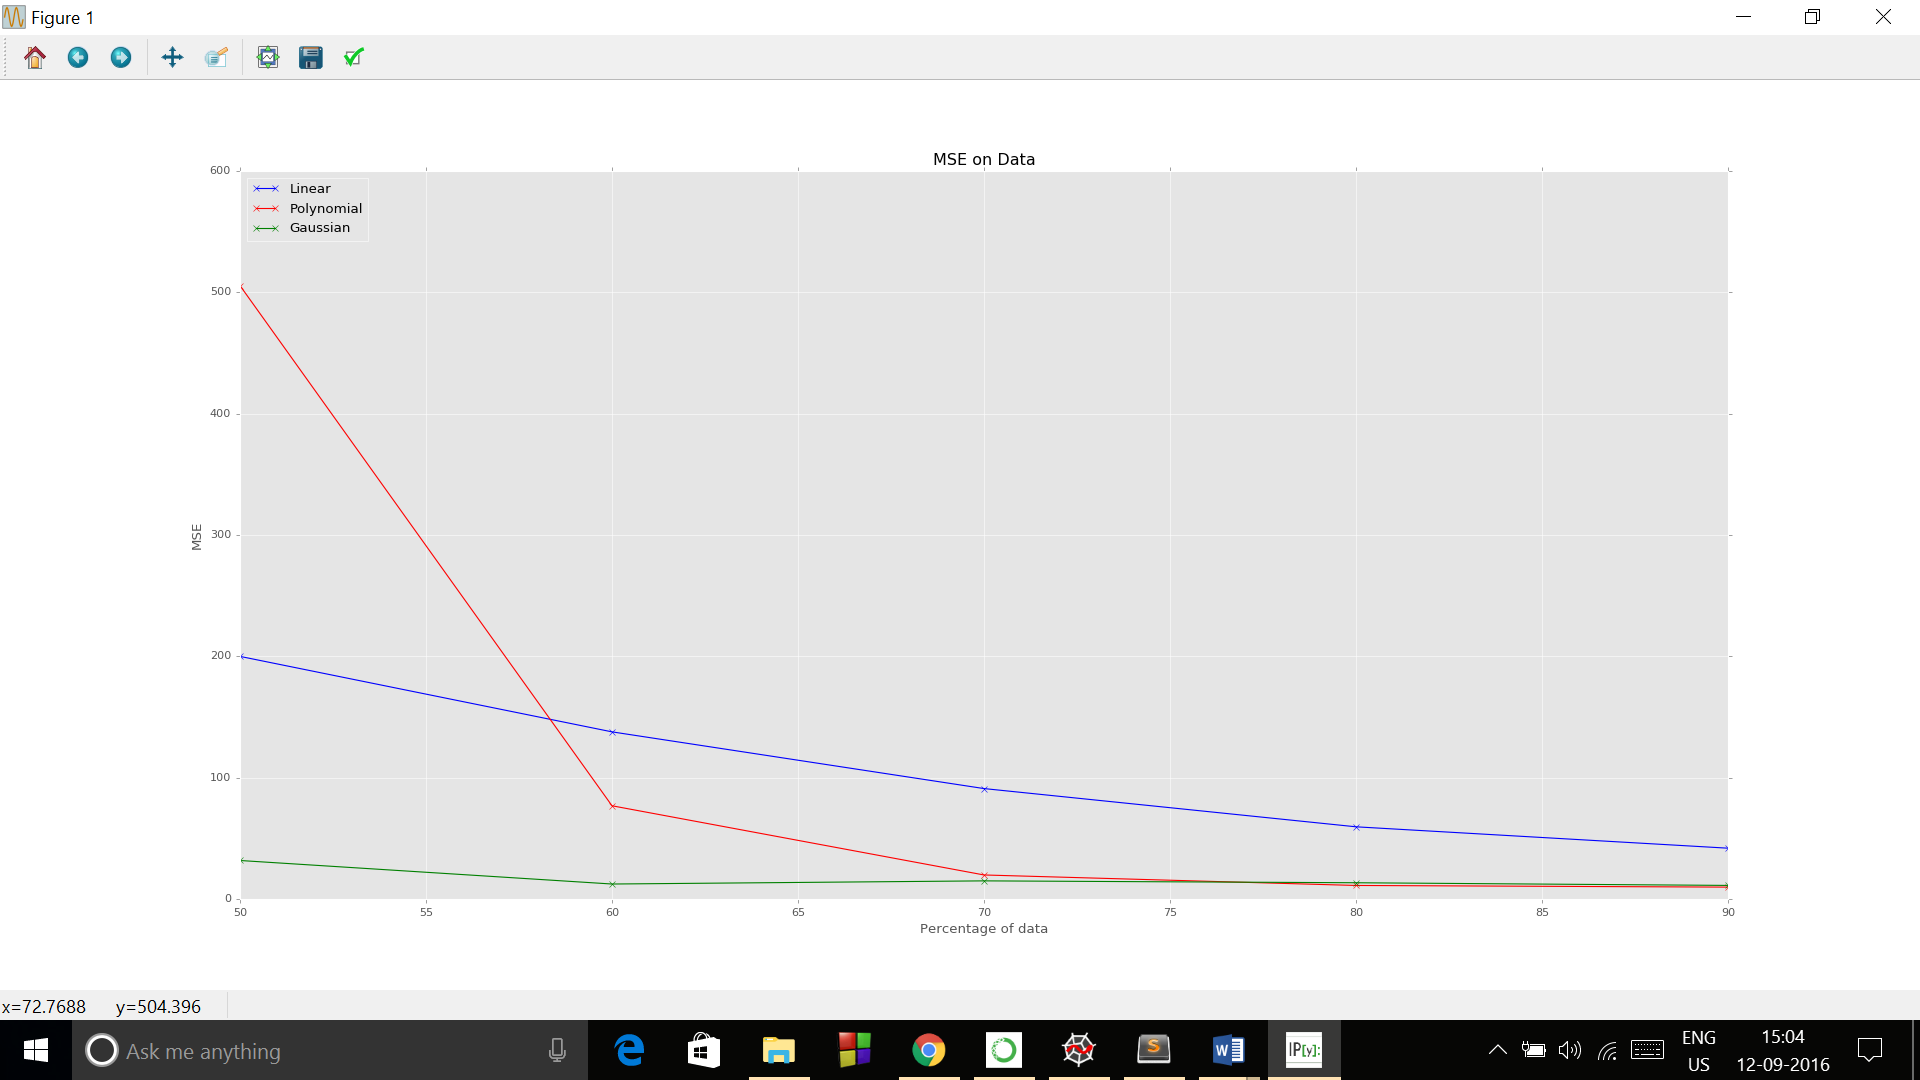 Figure 1
MSE on Data
600
500
400
300
200
100
0
MSE
Linear
Polynomial
Gaussian
50 55 60 65 70 75 80 85 90
Percentage of data
x=72.7688 y=504.396
Ask me anything
S
W
IP[y]:
ENG
US
15:04
12-09-2016